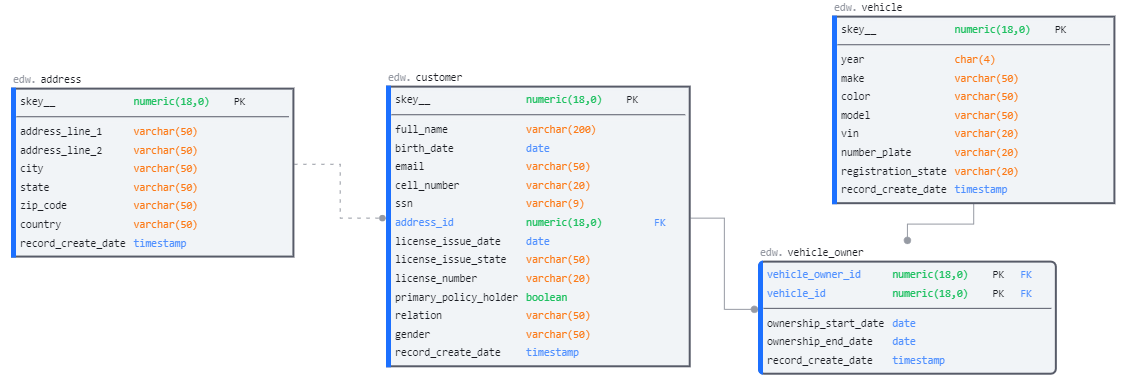 edw. vehicle
skey__ numeric(18,0) PK
year char(4)
make varchar(50)
color varchar(50)
model varchar(50)
vin varchar(20)
number_plate varchar(20)
registration_state varchar(20)
record_create_date timestamp
edw. address
skey__ numeric(18,0) PK
address_line_1 varchar(50)
address_line_2 varchar(50)
city varchar(50)
state varchar(50)
zip_code varchar(50)
country varchar(50)
record_create_date timestamp
edw. customer
skey__ numeric(18,0) PK
full_name varchar(200)
birth_date date
email varchar(50)
cell_number varchar(20)
ssn varchar(9)
address_id numeric(18,0) FK
license_issue_date date
license_issue_state varchar(50)
license_number varchar(20)
primary_policy_holder boolean
relation varchar(50)
gender varchar(50)
record_create_date timestamp
edw. vehicle_owner
vehicle_owner_id numeric(18,0) PK FK
vehicle_id numeric(18,0) PK FK
ownership_start_date date
ownership_end_date date
record_create_date timestamp